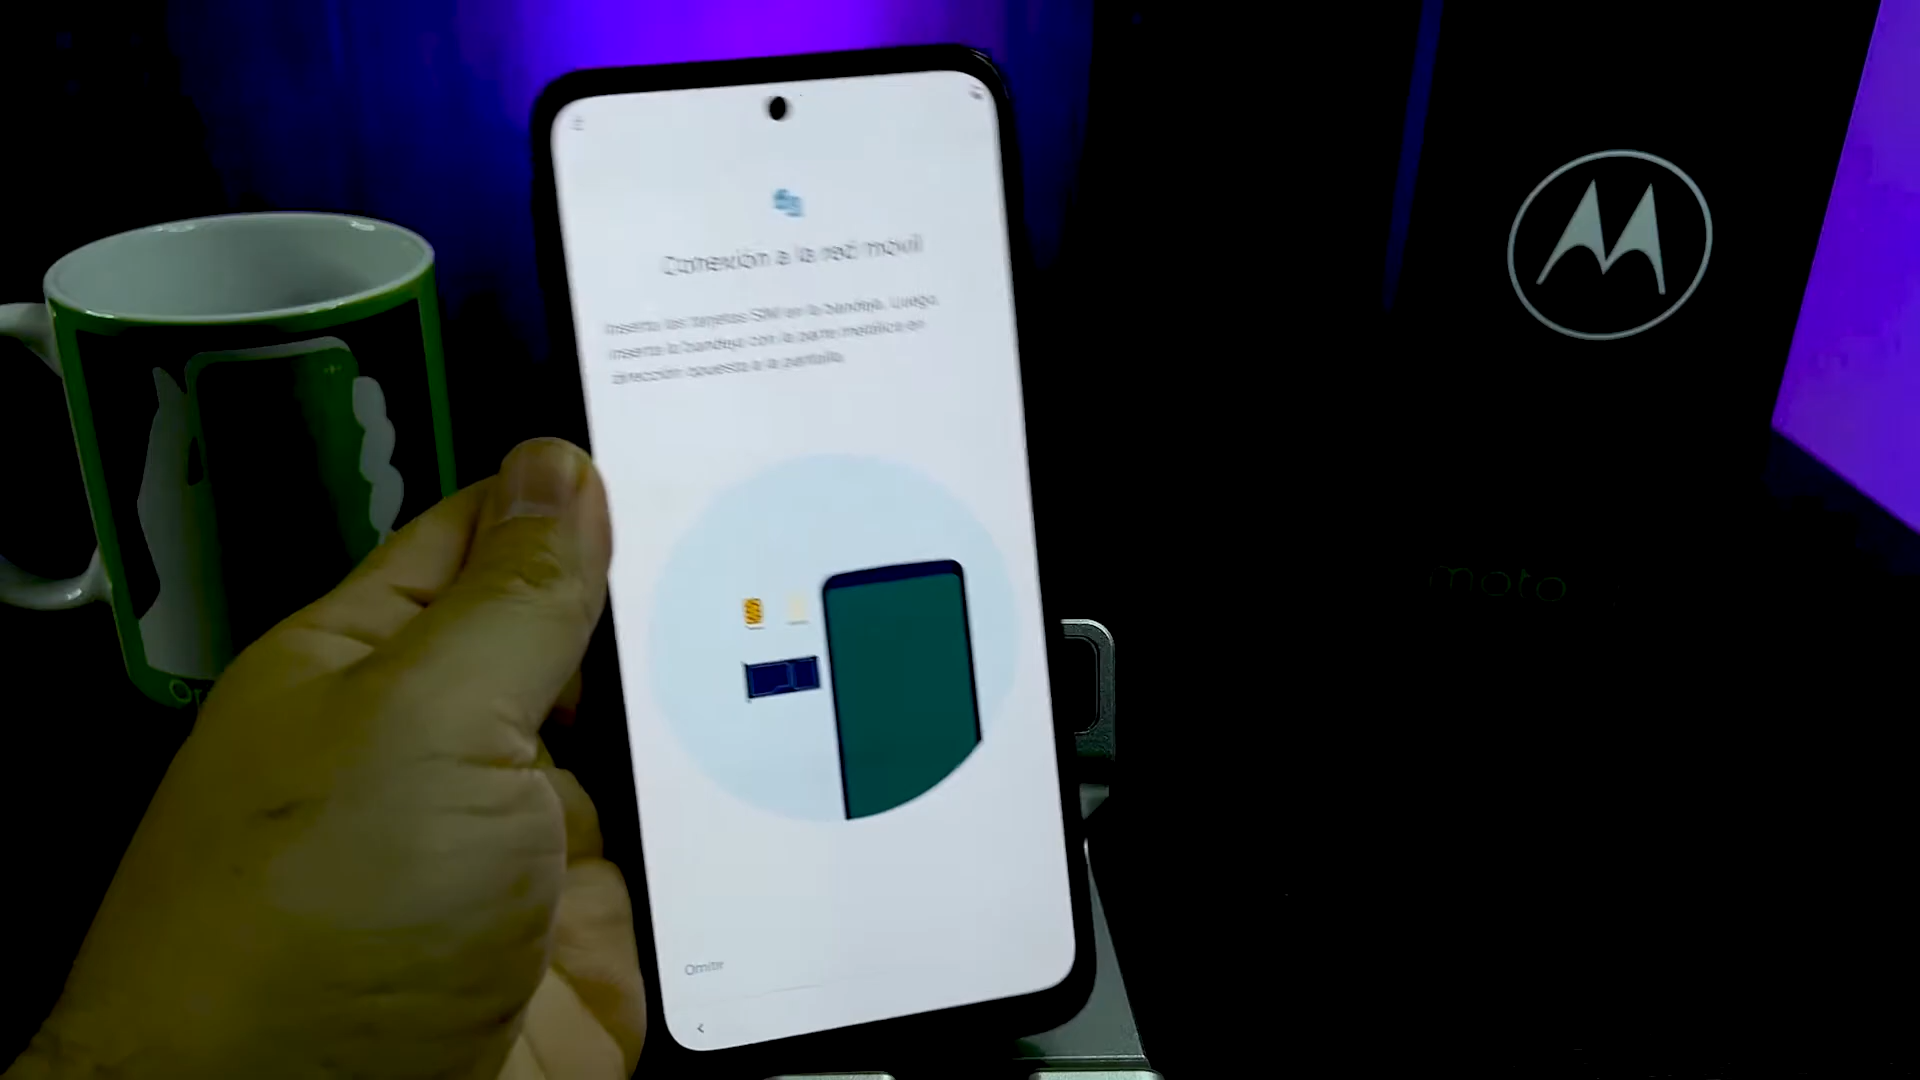 Conexión a la red móvil
Inserta las tarjetas SIM en la bandeja. Luego,
inserta la bandeja con la parte metálica en
dirección opuesta a la pantalla.
Omitir
moto